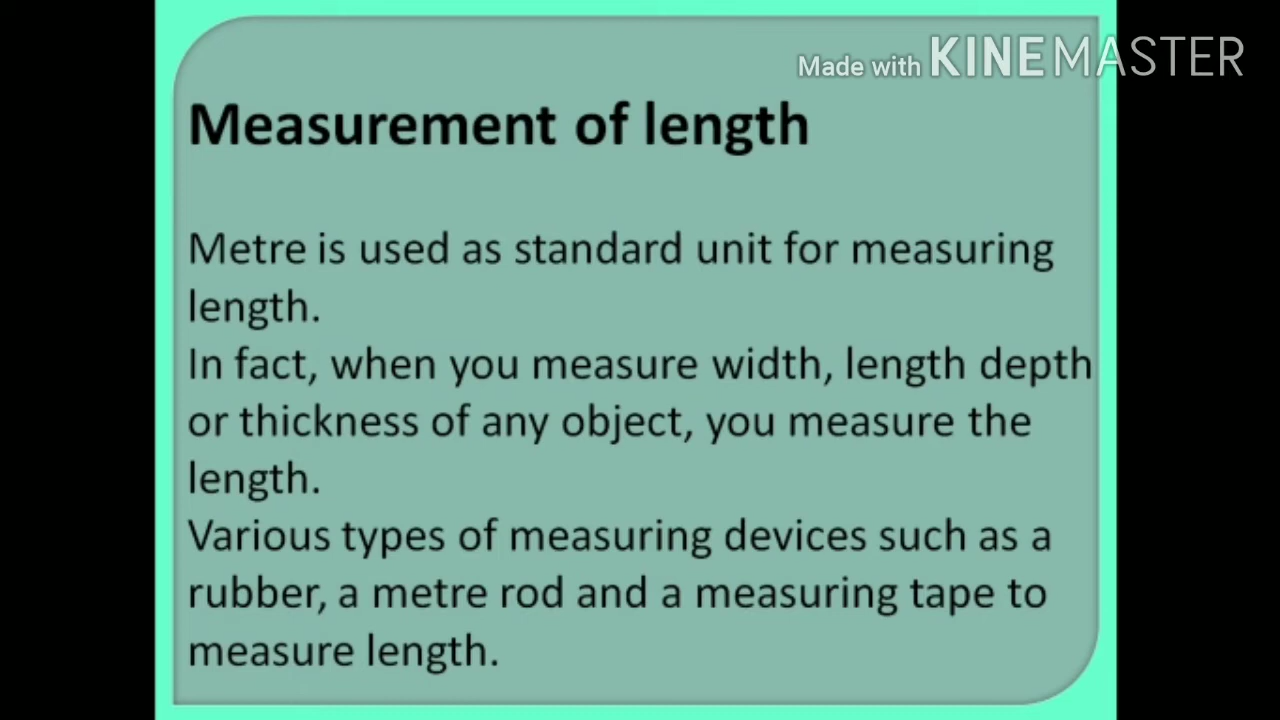 Made with KINEMASTER
Measurement of length
Metre is used as standard unit for measuring
length.
In fact, when you measure width, length depth
or thickness of any object, you measure the
length.
Various types of measuring devices such as a
rubber, a metre rod and a measuring tape to
measure length.